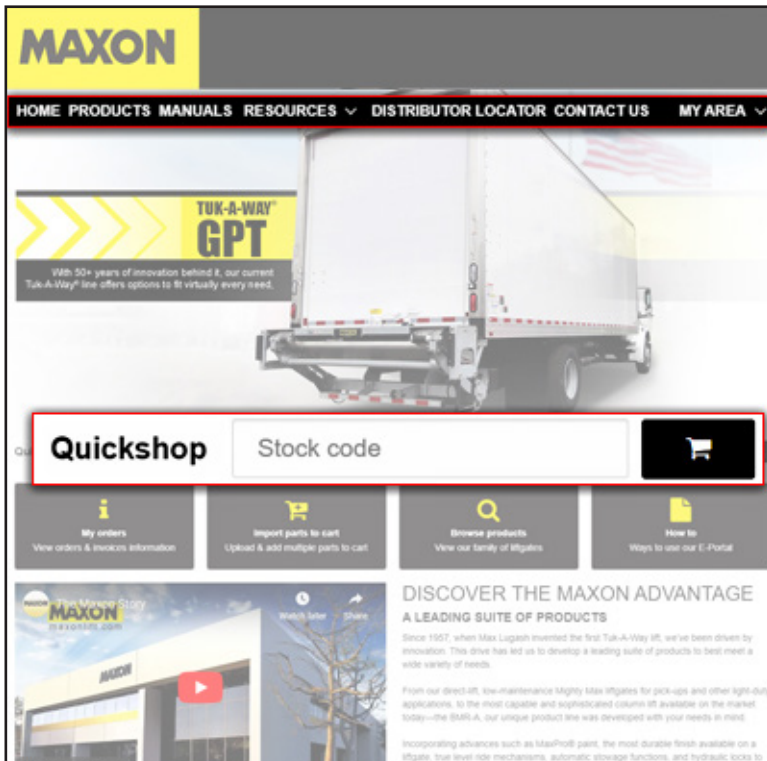 MAXON
HOME PRODUCTS MANUALS RESOURCES DISTRIBUTOR LOCATOR CONTACT US MY AREA
TUK-A-WAY®
GPT
With 50+ years of innovation behind it, our current
Tuk-A-Way® line offers options to fit virtually every need.
Quickshop Stock code
My orders
View orders & invoices information
Import parts to cart
Upload & add multiple parts to cart
Browse products
View our family of liftgates
How to
Ways to use our E-Portal
MAXON The Maxon Story
Watch later Share
MAXON
maxonlift.com
MAXON
DISCOVER THE MAXON ADVANTAGE
A LEADING SUITE OF PRODUCTS
Since 1957, when Max Lugash invented the first Tuk-A-Way lift, we've been driven by
innovation. This drive has led us to develop a leading suite of products to best meet a
wide variety of needs.
From our direct-lift, low-maintenance Mighty Max liftgates for pick-ups and other light-duty
applications, to the most capable and sophisticated column lift available on the market
today—the BMR-A, our unique product line was developed with your needs in mind.
Incorporating advances such as MaxPro® paint, the most durable finish available on a
liftgate, true level ride mechanisms, automatic stowage functions, and hydraulic locks to